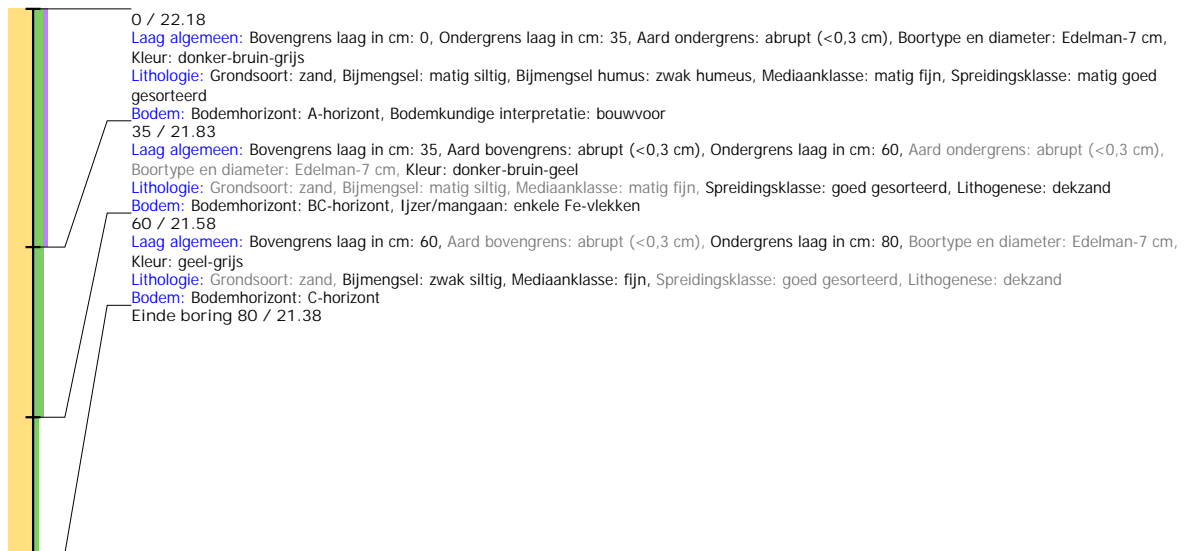 0 / 22.18
Laag algemeen: Bovengrens laag in cm: 0, Ondergrens laag in cm: 35, Aard ondergrens: abrupt (<0,3 cm), Boortype en diameter: Edelman-7 cm,
Kleur: donker-bruin-grijs
Lithologie: Grondsoort: zand, Bijmengsel: matig siltig, Bijmengsel humus: zwak humeus, Mediaanklasse: matig fijn, Spreidingsklasse: matig goed
gesorteerd
Bodem: Bodemhorizont: A-horizont, Bodemkundige interpretatie: bouwvoor
35 / 21.83
Laag algemeen: Bovengrens laag in cm: 35, Aard bovengrens: abrupt (<0,3 cm), Ondergrens laag in cm: 60, Aard ondergrens: abrupt (<0,3 cm),
Boortype en diameter: Edelman-7 cm, Kleur: donker-bruin-geel
Lithologie: Grondsoort: zand, Bijmengsel: matig siltig, Mediaanklasse: matig fijn, Spreidingsklasse: goed gesorteerd, Lithogenese: dekzand
Bodem: Bodemhorizont: BC-horizont, Ijzer/mangaan: enkele Fe-vlekken
60 / 21.58
Laag algemeen: Bovengrens laag in cm: 60, Aard bovengrens: abrupt (<0,3 cm), Ondergrens laag in cm: 80, Boortype en diameter: Edelman-7 cm,
Kleur: geel-grijs
Lithologie: Grondsoort: zand, Bijmengsel: zwak siltig, Mediaanklasse: fijn, Spreidingsklasse: goed gesorteerd, Lithogenese: dekzand
Bodem: Bodemhorizont: C-horizont
Einde boring 80 / 21.38